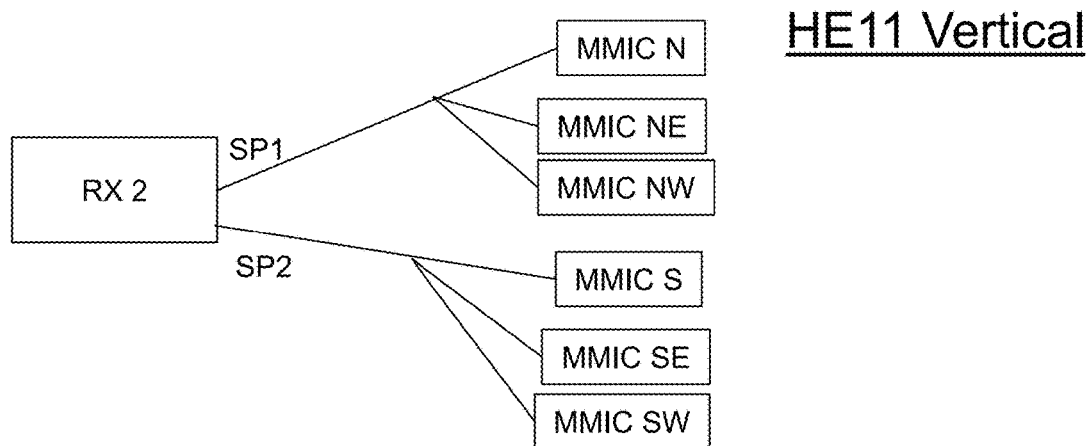 HE11 Vertical
MMIC N
MMIC NE
SP1
MMIC NW
RX 2
SP2
MMIC S
MMIC SE
MMIC SW